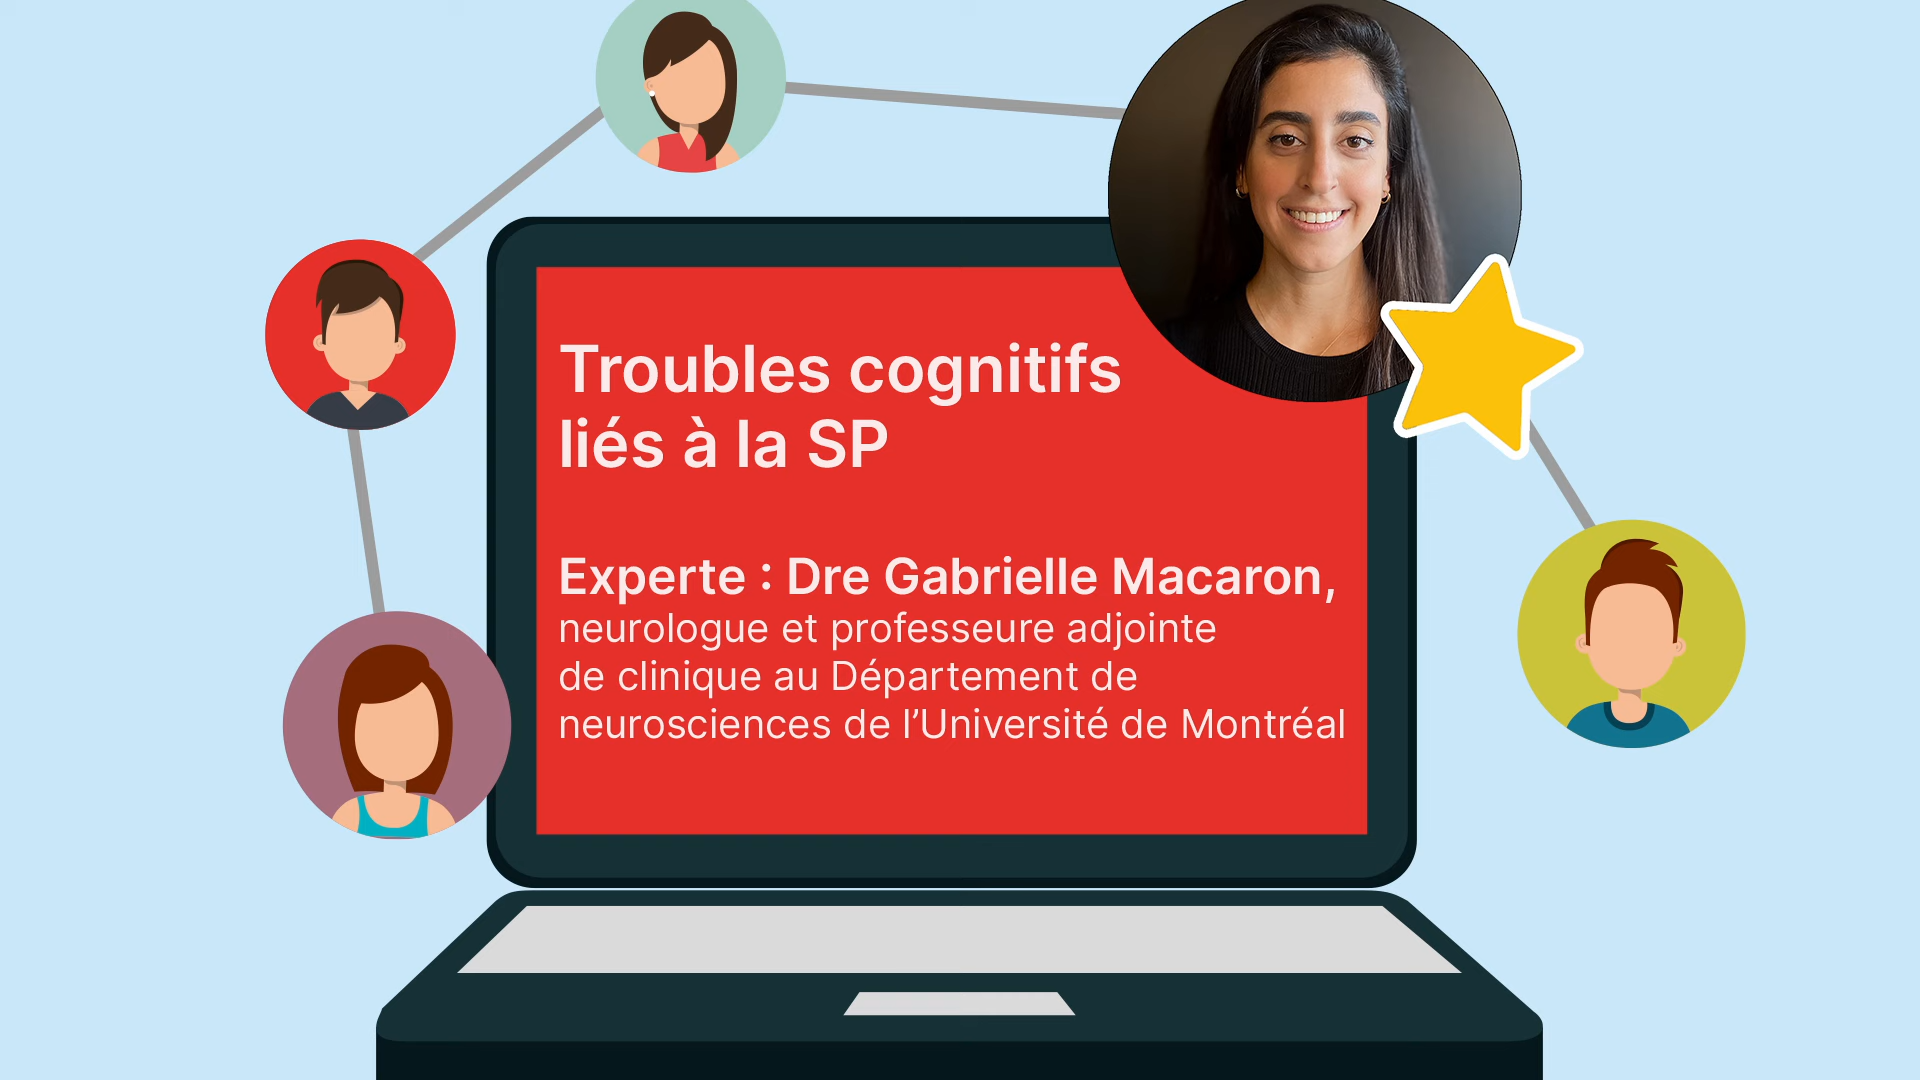 Troubles cognitifs
liés à la SP
Experte : Dre Gabrielle Macaron,
neurologue et professeure adjointe
de clinique au Département de
neurosciences de l’Université de Montréal